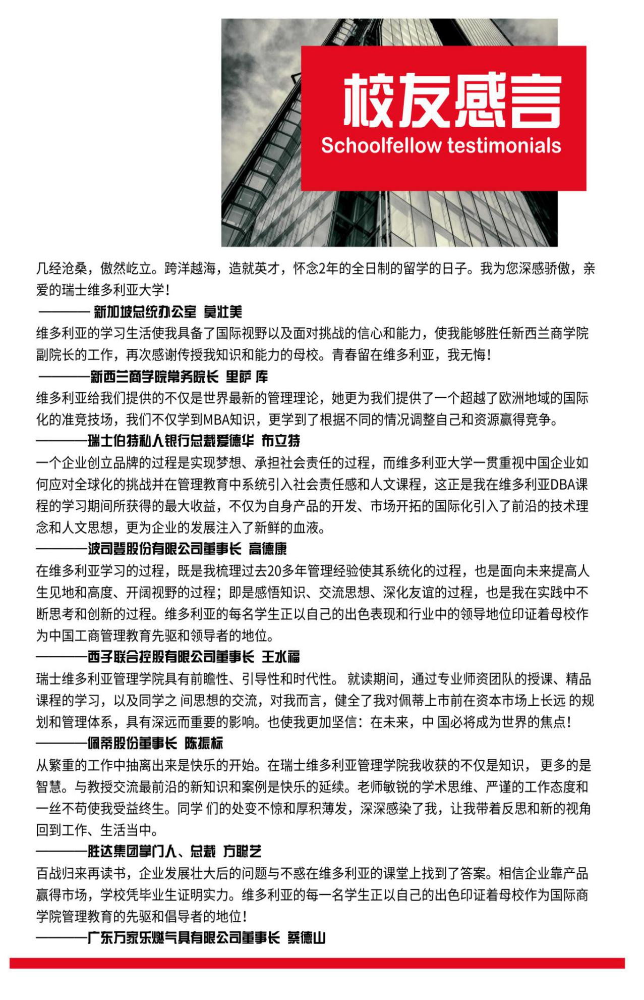 校友感言
Schoolfellow testimonials
几经沧桑，傲然屹立。跨洋越海，造就英才，怀念2年的全日制的留学的日子。我为您深感骄傲，亲
爱的瑞士维多利亚大学！
———— 新加坡总统办公室 莫壮美
维多利亚的学习生活使我具备了国际视野以及面对挑战的信心和能力，使我能够胜任新西兰商学院
副院长的工作，再次感谢传授我知识和能力的母校。青春留在维多利亚，我无悔！
————新西兰商学院常务院长 里萨 库
维多利亚给我们提供的不仅是世界最新的管理理论，她更为我们提供了一个超越了欧洲地域的国际
化的准竞技场，我们不仅学到MBA知识，更学到了根据不同的情况调整自己和资源赢得竞争。
————瑞士伯特私人银行总裁爱德华 布立特
一个企业创立品牌的过程是实现梦想、承担社会责任的过程，而维多利亚大学一贯重视中国企业如
何应对全球化的挑战并在管理教育中系统引入社会责任感和人文课程，这正是我在维多利亚DBA课
程的学习期间所获得的最大收益，不仅为自身产品的开发、市场开拓的国际化引入了前沿的技术理
念和人文思想，更为企业的发展注入了新鲜的血液。
————波司登股份有限公司董事长 高德康
在维多利亚学习的过程，既是我梳理过去20多年管理经验使其系统化的过程，也是面向未来提高人
生见地和高度、开阔视野的过程；即是感悟知识、交流思想、深化友谊的过程，也是我在实践中不
断思考和创新的过程。维多利亚的每名学生正以自己的出色表现和行业中的领导地位印证着母校作
为中国工商管理教育先驱和领导者的地位。
————西子联合控股有限公司董事长 王水福
瑞士维多利亚管理学院具有前瞻性、引导性和时代性。 就读期间，通过专业师资团队的授课、精品
课程的学习，以及同学之 间思想的交流，对我而言，健全了我对佩蒂上市前在资本市场上长远 的规
划和管理体系，具有深远而重要的影响。也使我更加坚信：在未来，中 国必将成为世界的焦点！
————佩蒂股份董事长 陈振标
从繁重的工作中抽离出来是快乐的开始。在瑞士维多利亚管理学院我收获的不仅是知识， 更多的是
智慧。与教授交流最前沿的新知识和案例是快乐的延续。老师敏锐的学术思维、严谨的工作态度和
一丝不苟使我受益终生。同学 们的处变不惊和厚积薄发，深深感染了我，让我带着反思和新的视角
回到工作、生活当中。
————胜达集团掌门人、总裁 方聪艺
百战归来再读书，企业发展壮大后的问题与不惑在维多利亚的课堂上找到了答案。相信企业靠产品
赢得市场，学校凭毕业生证明实力。维多利亚的每一名学生正以自己的出色印证着母校作为国际商
学院管理教育的先驱和倡导者的地位！
————广东万家乐燃气具有限公司董事长 蔡德山